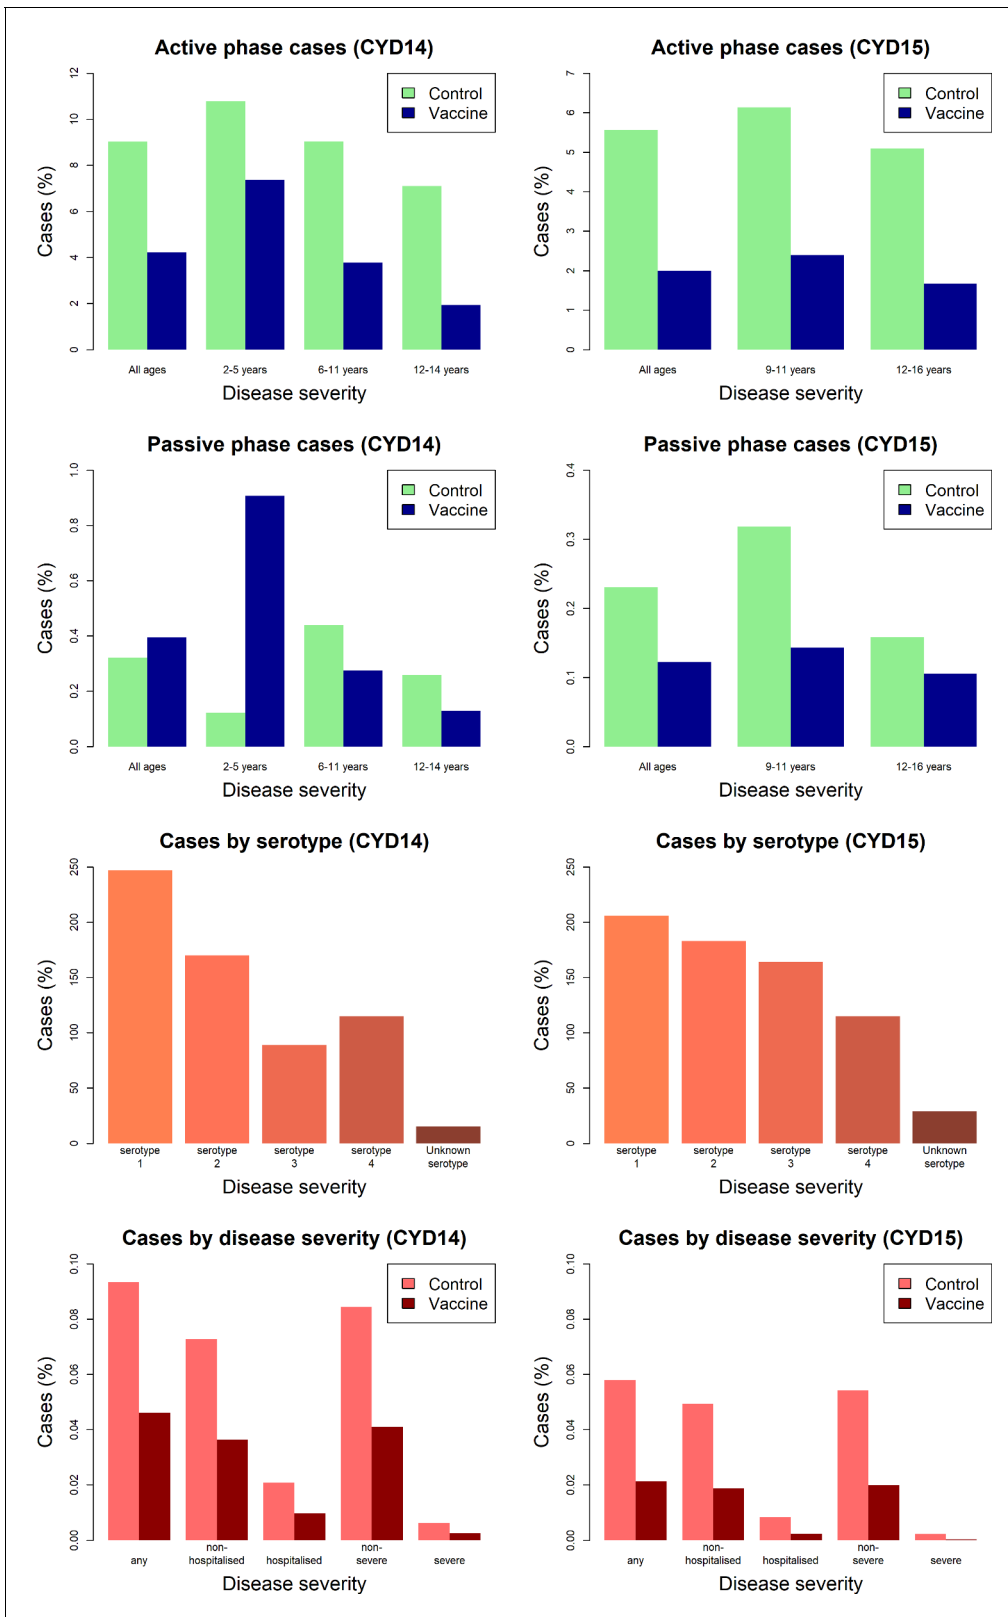 Active phase cases (CYD14)
12
10
8
6
4
2
0
Cases (%)
Control
Vaccine
All ages
2-5 years
6-11 years
12-14 years
Disease severity
Active phase cases (CYD15)
7
6
5
4
3
2
1
0
Cases (%)
Control
Vaccine
All ages
9-11 years
12-16 years
Disease severity
Passive phase cases (CYD14)
1.0
0.8
0.6
0.4
0.2
0.0
Cases (%)
Control
Vaccine
All ages
2-5 years
6-11 years
12-14 years
Disease severity
Passive phase cases (CYD15)
0.4
0.3
0.2
0.1
0.0
Cases (%)
Control
Vaccine
All ages
9-11 years
12-16 years
Disease severity
Cases by serotype (CYD14)
250
200
150
100
50
0
Cases (%)
serotype
1
serotype
2
serotype
3
serotype
4
Unknown
serotype
Disease severity
Cases by serotype (CYD15)
250
200
150
100
50
0
Cases (%)
serotype
1
serotype
2
serotype
3
serotype
4
Unknown
serotype
Disease severity
Cases by disease severity (CYD14)
0.10
0.08
0.06
0.04
0.02
0.00
Cases (%)
Control
Vaccine
any
non-
hospitalised
hospitalised
non-
severe
severe
Disease severity
Cases by disease severity (CYD15)
0.10
0.08
0.06
0.04
0.02
0.00
Cases (%)
Control
Vaccine
any
non-
hospitalised
hospitalised
non-
severe
severe
Disease severity